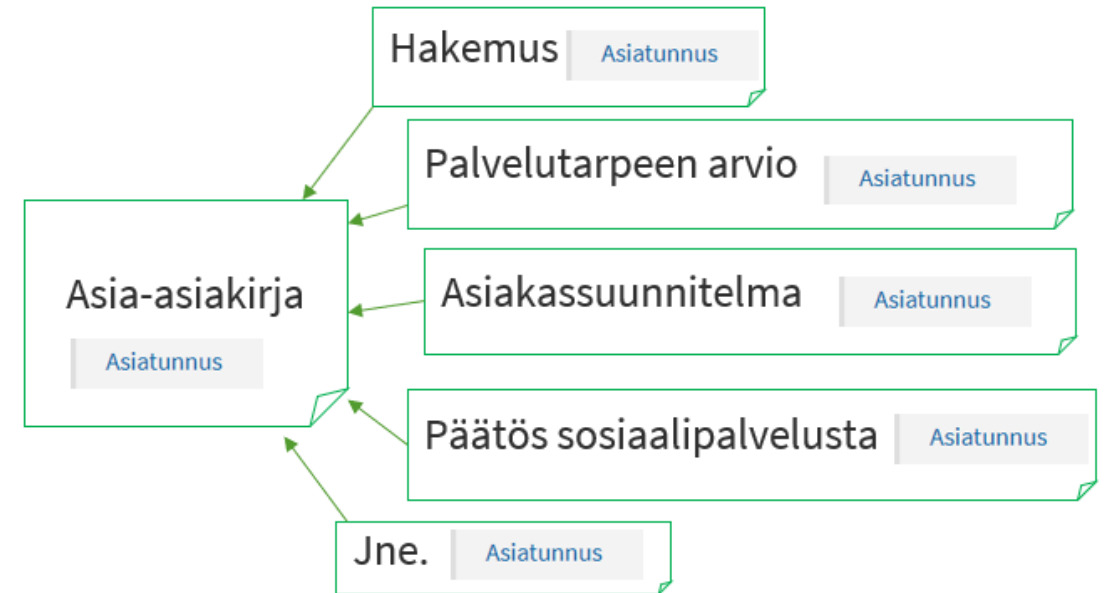 Hakemus Asiatunnus
Palvelutarpeen arvio Asiatunnus
Asia-asiakirja
Asiatunnus
Asiakassuunnitelma Asiatunnus
Päätös sosiaalipalvelusta Asiatunnus
Jne. Asiatunnus